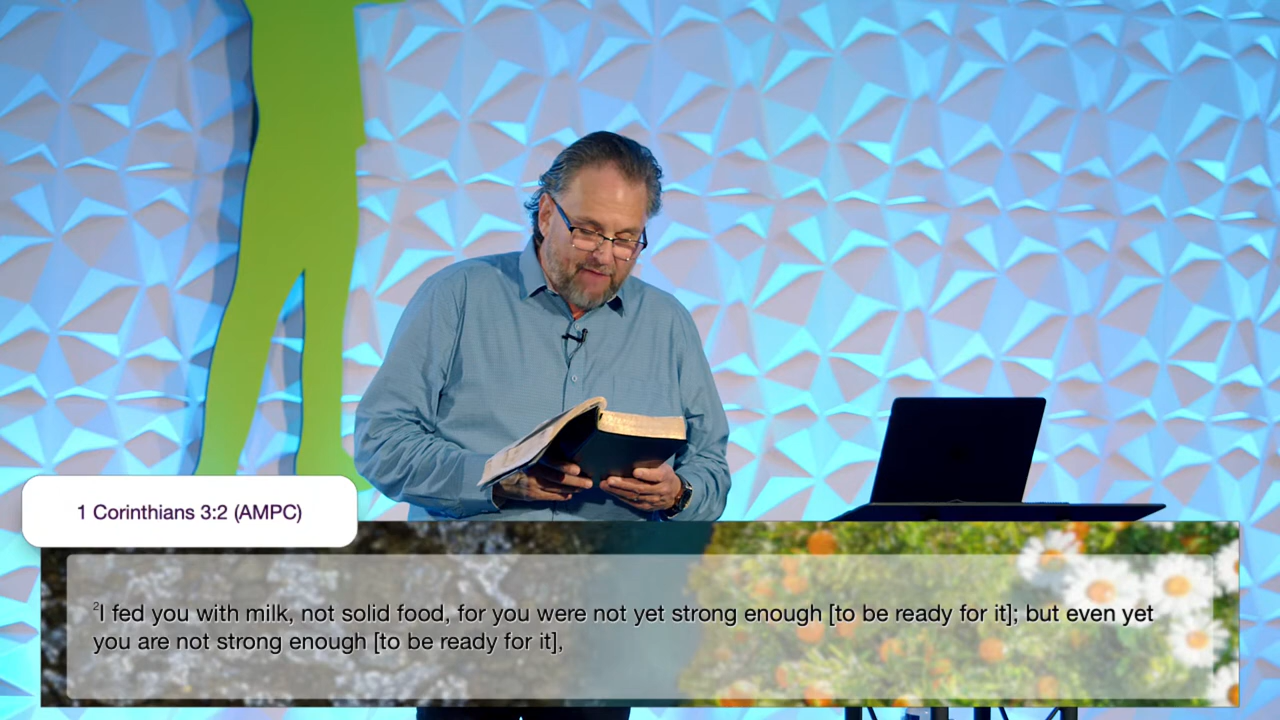 1 Corinthians 3:2 (AMPC)
²I fed you with milk, not solid food, for you were not yet strong enough [to be ready for it]; but even yet
you are not strong enough [to be ready for it],